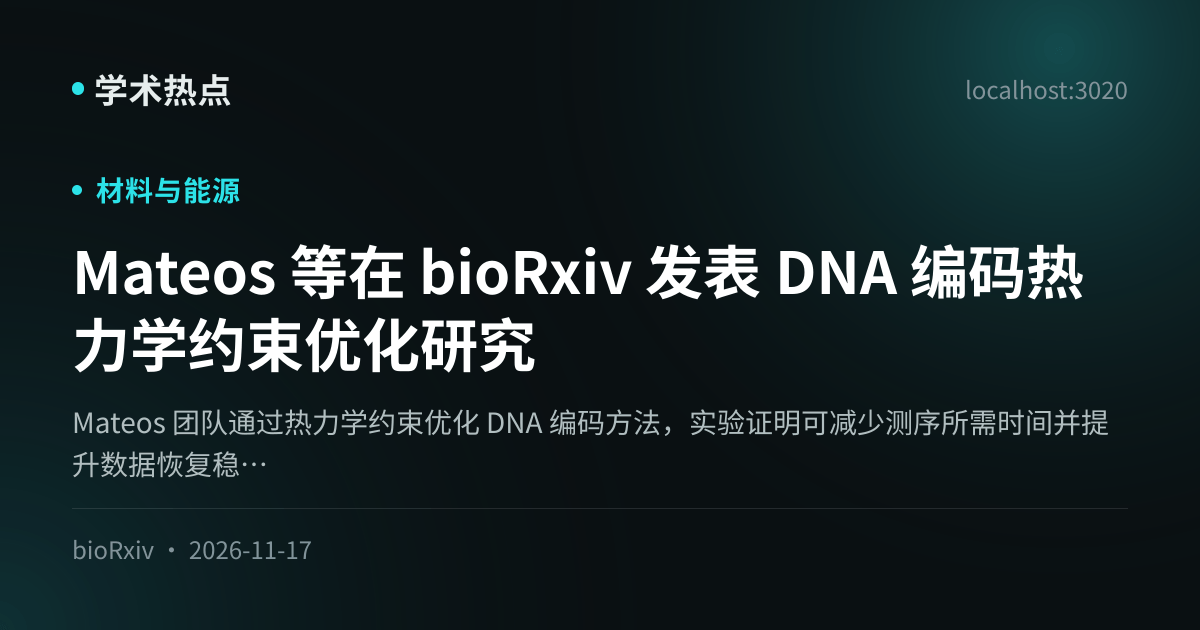 学术热点
localhost:3020
材料与能源
Mateos 等在 bioRxiv 发表 DNA 编码热
力学约束优化研究
Mateos 团队通过热力学约束优化 DNA 编码方法，实验证明可减少测序所需时间并提
升数据恢复稳…
bioRxiv · 2026-11-17